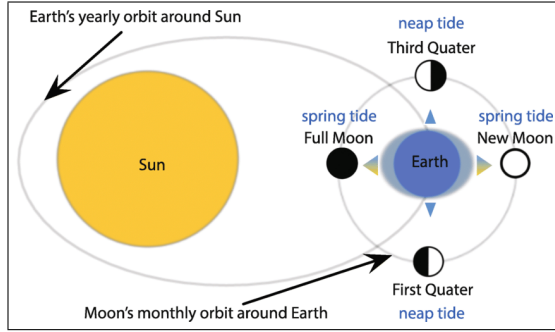 Earth's yearly orbit around Sun
neap tide
Third Quater
spring tide
Full Moon
spring tide
New Moon
Sun
Earth
First Quater
neap tide
Moon's monthly orbit around Earth